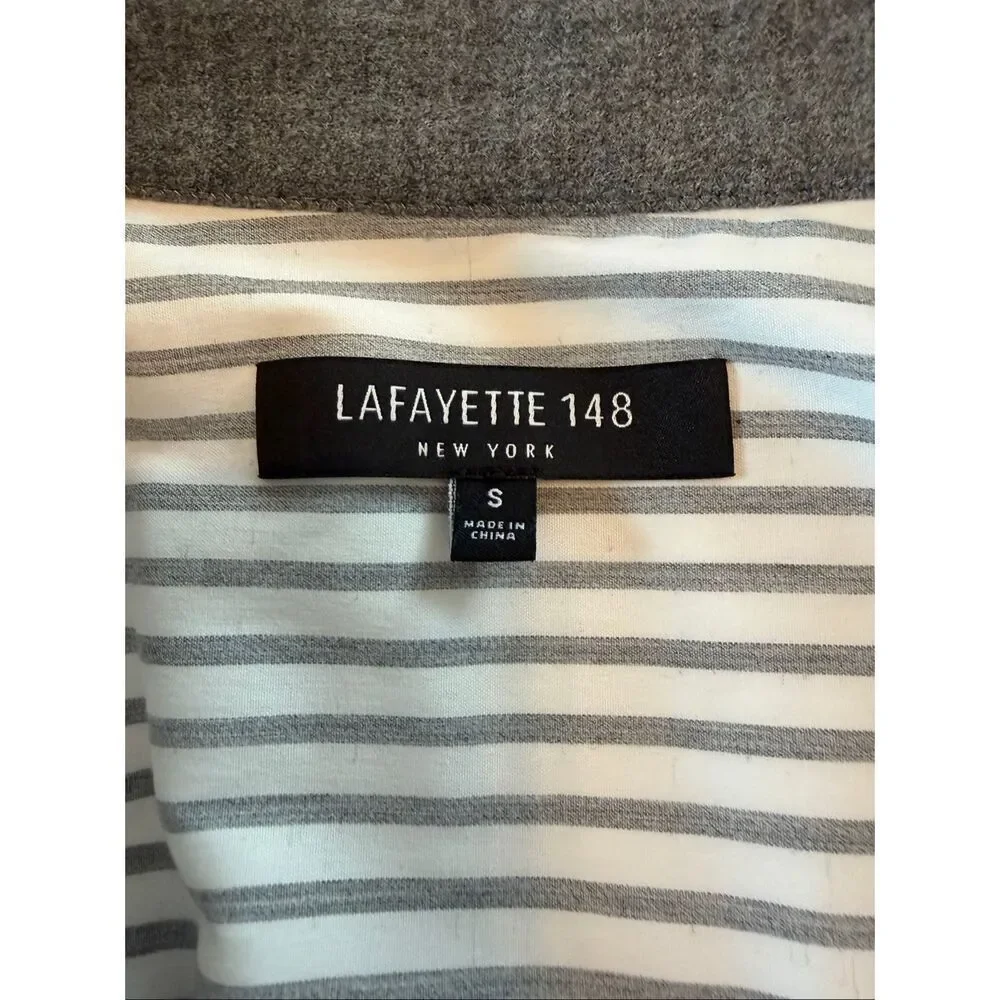 LAFAYETTE 148
NEW YORK
S
MADE IN
CHINA